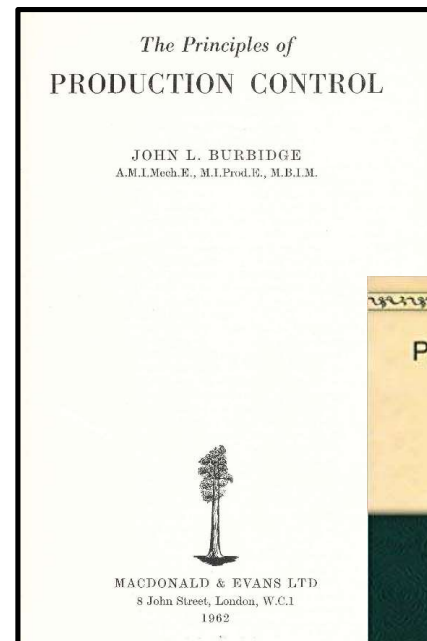 The Principles of
PRODUCTION CONTROL
JOHN L. BURBIDGE
A.M.I.Mech.E., M.I.Prod.E., M.B.I.M.
MACDONALD & EVANS LTD
8 John Street, London, W.C.1
1962
P